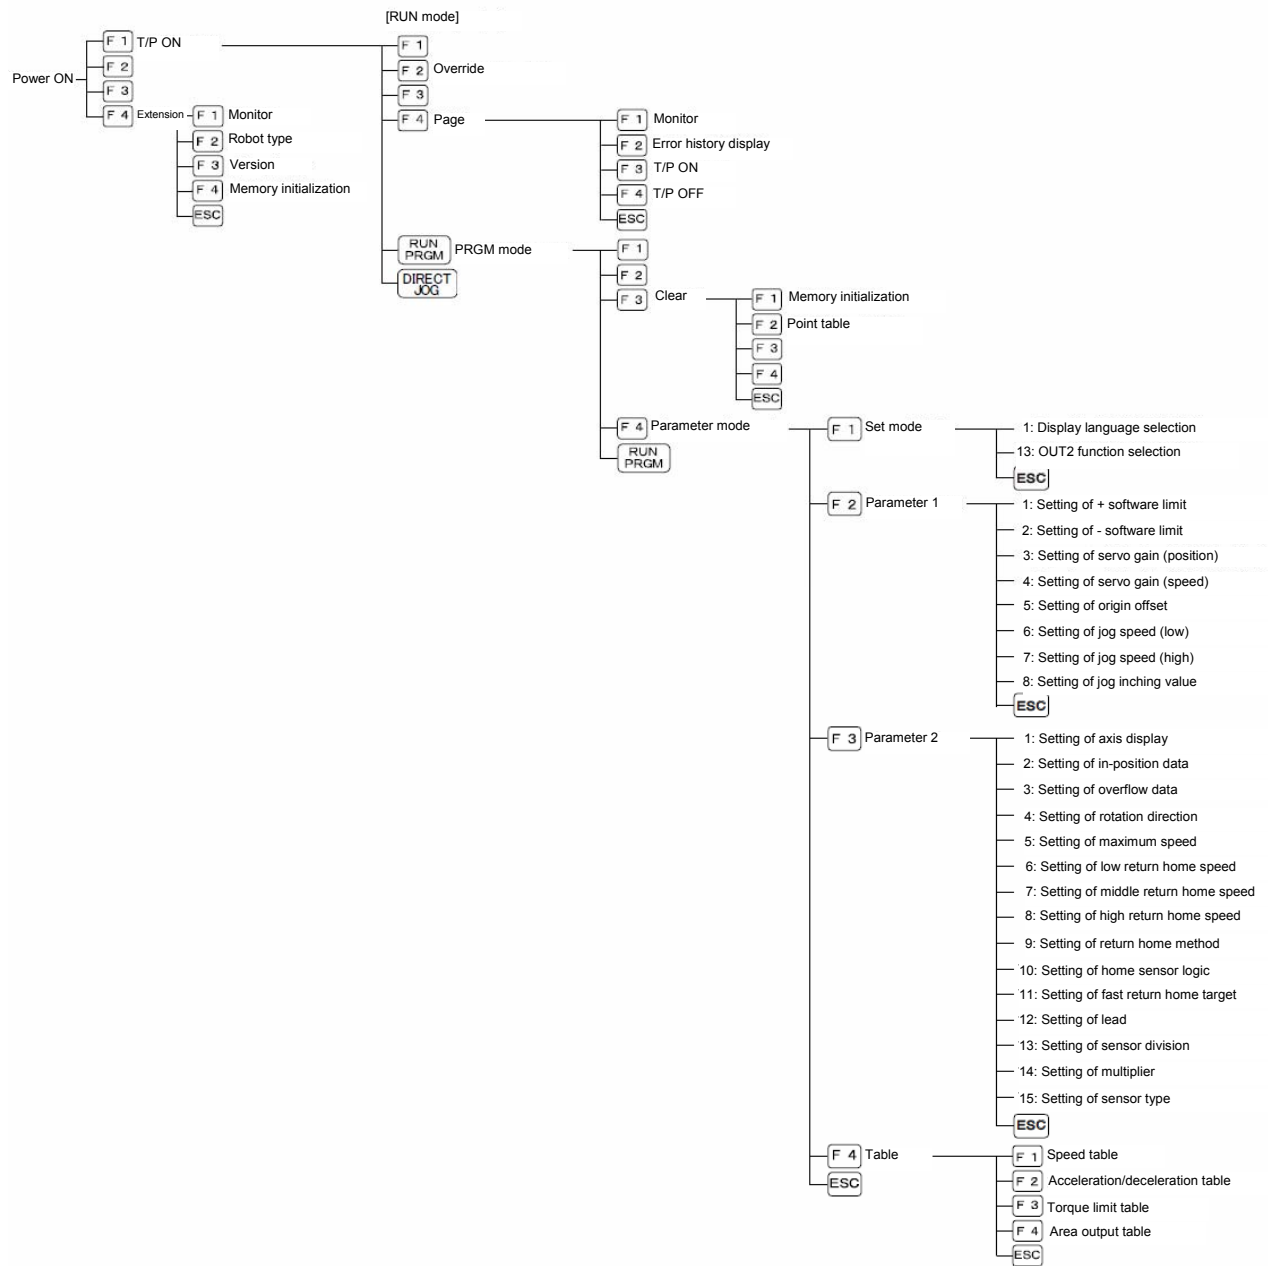 [RUN mode]
F 1 T/P ON
F 1
F 2
F 2 Override
Power ON
F 3
F 3
F 4 Extension F 1 Monitor
F 4 Page
F 1 Monitor
F 2 Robot type
F 2 Error history display
F 3 Version
F 3 T/P ON
F 4 Memory initialization
F 4 T/P OFF
ESC
ESC
RUN PRGM PRGM mode
F 1
DIRECT JOG
F 2
F 3 Clear
F 1 Memory initialization
F 2 Point table
F 3
F 4
ESC
F 4 Parameter mode
F 1 Set mode
1: Display language selection
RUN PRGM
13: OUT2 function selection
ESC
F 2 Parameter 1
1: Setting of + software limit
2: Setting of - software limit
3: Setting of servo gain (position)
4: Setting of servo gain (speed)
5: Setting of origin offset
6: Setting of jog speed (low)
7: Setting of jog speed (high)
8: Setting of jog inching value
ESC
F 3 Parameter 2
1: Setting of axis display
2: Setting of in-position data
3: Setting of overflow data
4: Setting of rotation direction
5: Setting of maximum speed
6: Setting of low return home speed
7: Setting of middle return home speed
8: Setting of high return home speed
9: Setting of return home method
10: Setting of home sensor logic
11: Setting of fast return home target
12: Setting of lead
13: Setting of sensor division
14: Setting of multiplier
15: Setting of sensor type
ESC
F 4 Table
F 1 Speed table
ESC
F 2 Acceleration/deceleration table
F 3 Torque limit table
F 4 Area output table
ESC